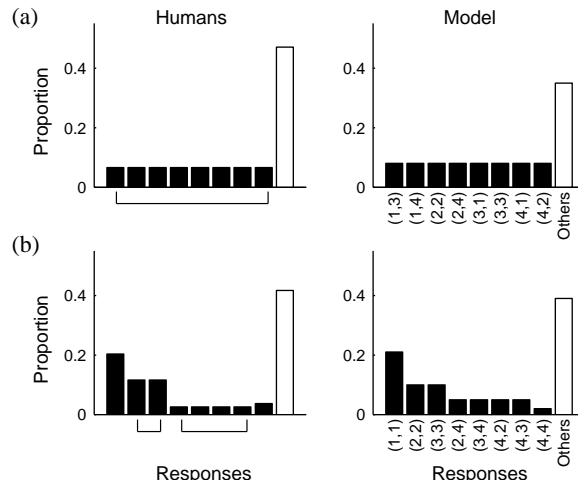 (a)
Humans
Model
Proportion
0.4
0.2
0
0.4
0.2
0
(1,3)
(1,4)
(2,2)
(2,4)
(3,1)
(3,3)
(4,1)
(4,2)
Others
(b)
Proportion
0.4
0.2
0
0.4
0.2
0
(1,1)
(2,2)
(3,3)
(2,4)
(3,4)
(4,2)
(4,3)
(4,4)
Others
Responses
Responses